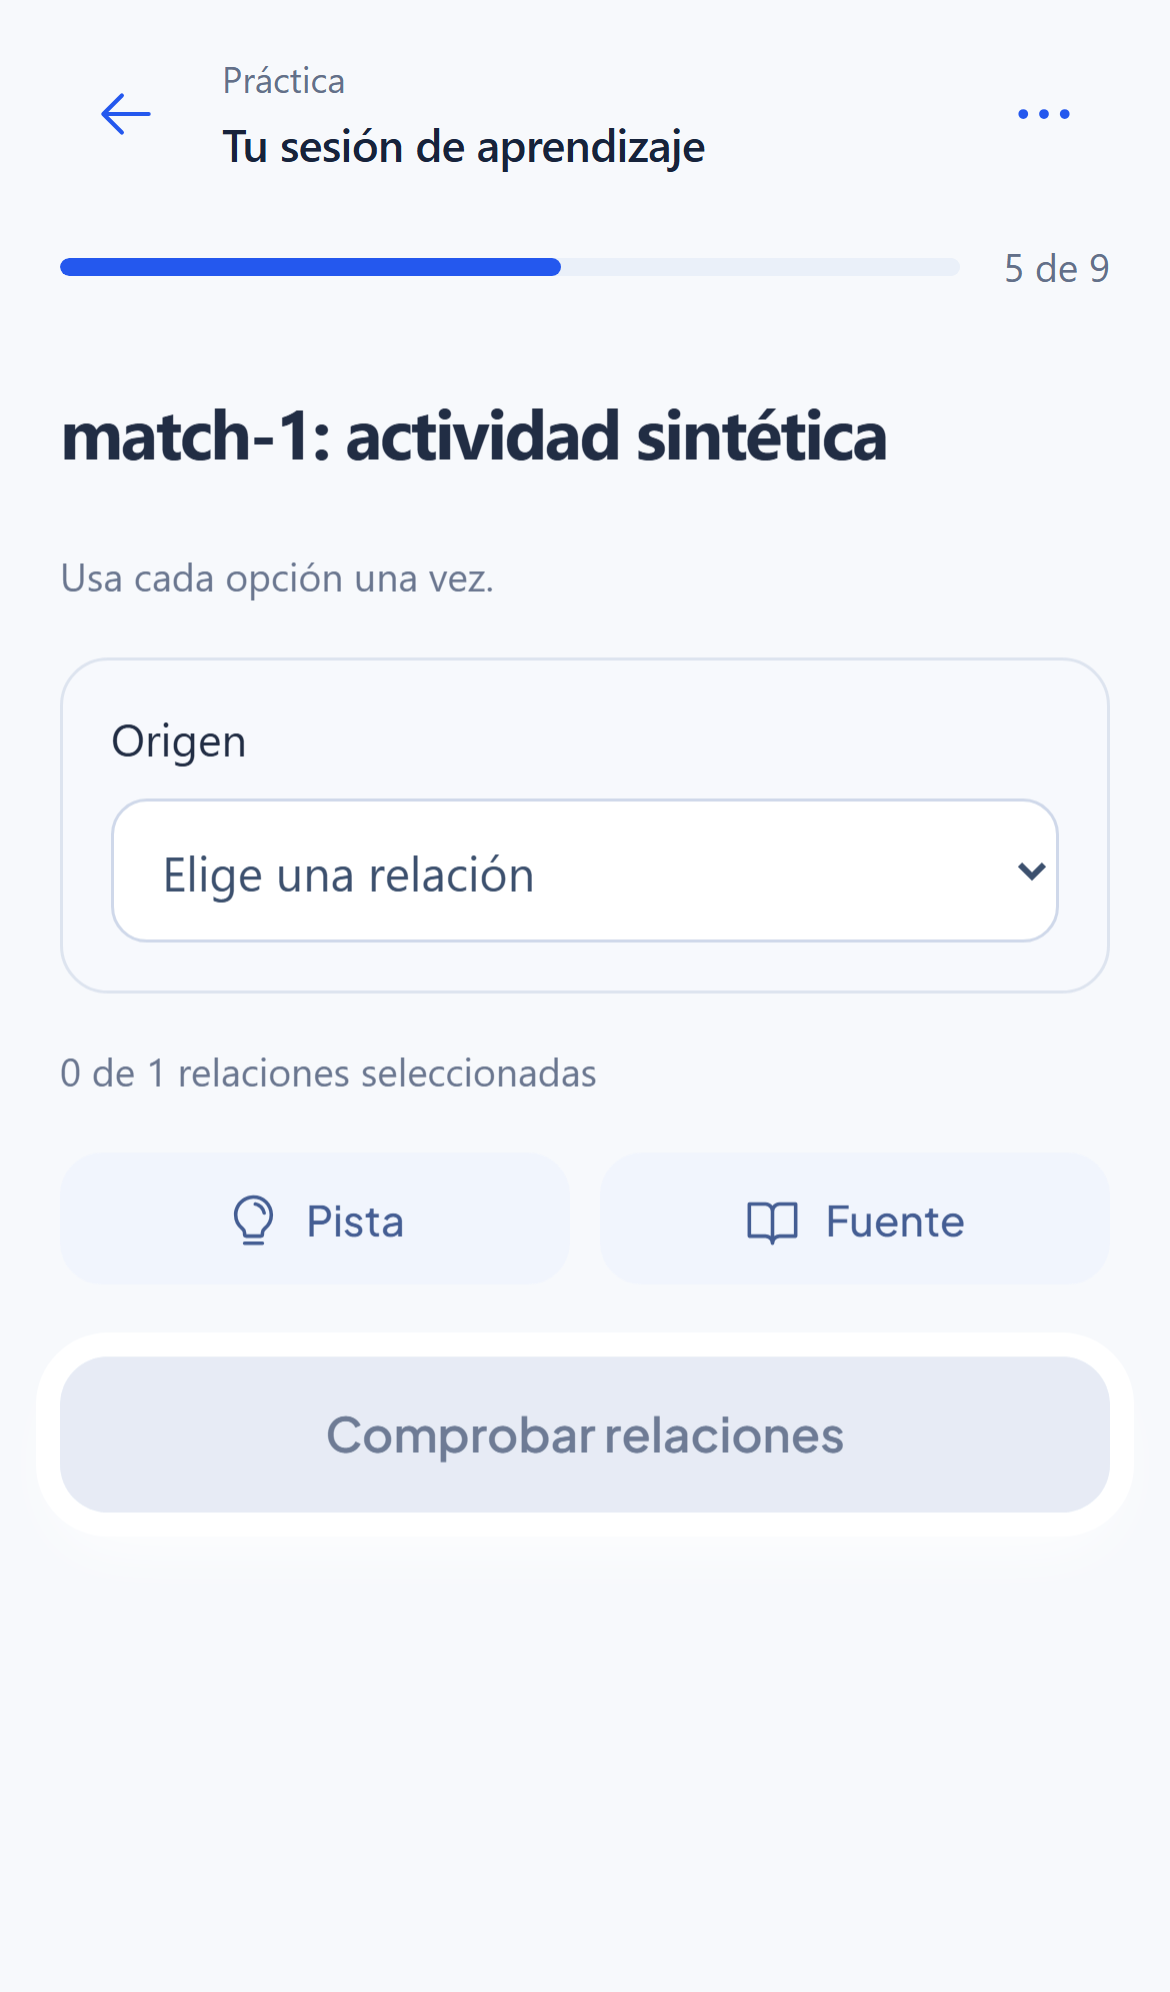 Práctica
Tu sesión de aprendizaje
5 de 9
match-1: actividad sintética
Usa cada opción una vez.
Origen
Elige una relación
0 de 1 relaciones seleccionadas
Pista
Fuente
Comprobar relaciones